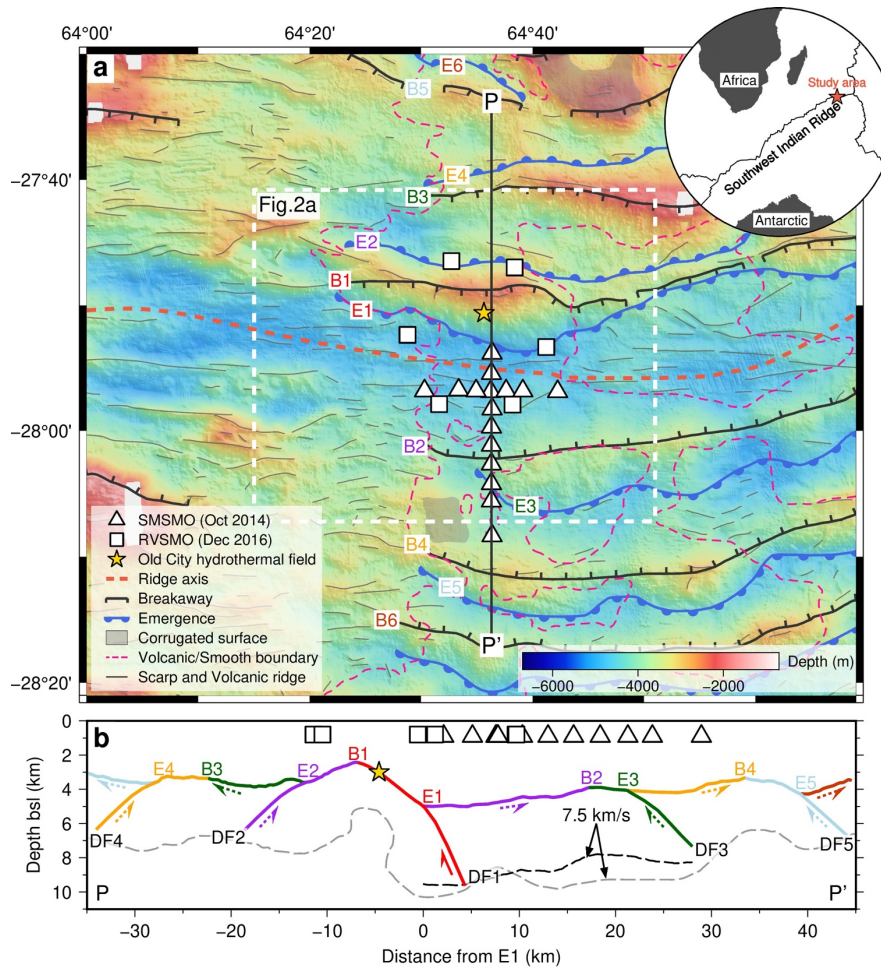 64°00' 64°20' 64°40'
a
E6
B5
P
Africa
Study area
Southwest Indian Ridge
Antarctic
−27°40'
E4
B3
Fig.2a
E2
B1
E1
−28°00'
B2
E3
B4
E5
B6
P'
−28°20'
SMSMO (Oct 2014)
RVSMO (Dec 2016)
Old City hydrothermal field
Ridge axis
Breakaway
Emergence
Corrugated surface
Volcanic/Smooth boundary
Scarp and Volcanic ridge
Depth (m)
−6000 −4000 −2000
b
Depth bsl (km)
0
2
4
6
8
10
E4 B3 E2 B1 E1 B2 E3 B4 E5
7.5 km/s
DF4 DF2 DF1 DF3 DF5
P P'
−30 −20 −10 0 10 20 30 40
Distance from E1 (km)